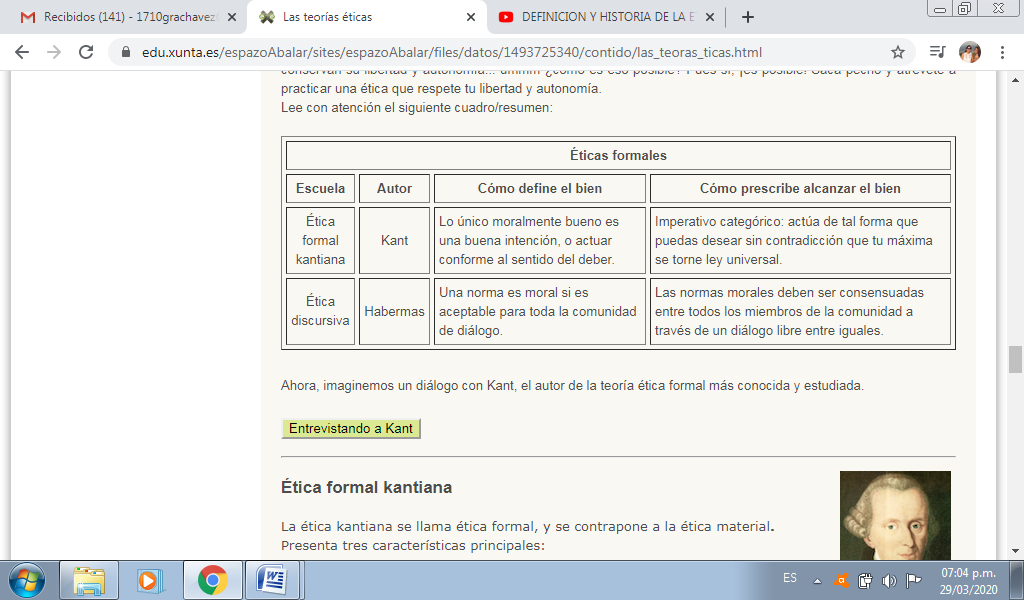 Recibidos (141) - 1710grachavez
Las teorías éticas
DEFINICION Y HISTORIA DE LA E
edu.xunta.es/espazoAbalar/sites/espazoAbalar/files/datos/1493725340/contido/las_teoras_ticas.html
conservan su libertad y autonomía... ummm ¿cómo es eso posible? Pues sí, ¡es posible! Saca pecho y atrévete a
practicar una ética que respete tu libertad y autonomía.
Lee con atención el siguiente cuadro/resumen:
Éticas formales
Escuela Autor Cómo define el bien Cómo prescribe alcanzar el bien
Ética
formal
kantiana
Kant
Lo único moralmente bueno es
una buena intención, o actuar
conforme al sentido del deber.
Imperativo categórico: actúa de tal forma que
puedas desear sin contradicción que tu máxima
se torne ley universal.
Ética
discursiva
Habermas
Una norma es moral si es
aceptable para toda la comunidad
de diálogo.
Las normas morales deben ser consensuadas
entre todos los miembros de la comunidad a
través de un diálogo libre entre iguales.
Ahora, imaginemos un diálogo con Kant, el autor de la teoría ética formal más conocida y estudiada.
Entrevistando a Kant
Ética formal kantiana
La ética kantiana se llama ética formal, y se contrapone a la ética material.
Presenta tres características principales:
ES
07:04 p.m.
29/03/2020